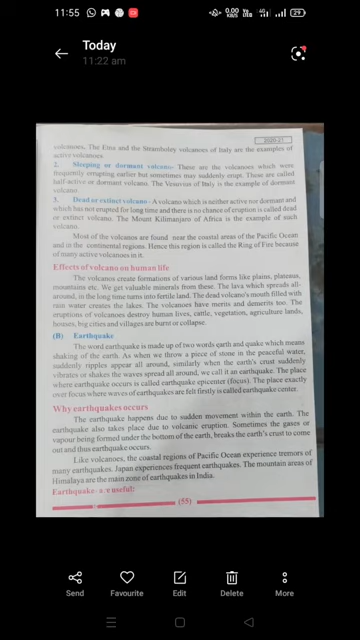 11:55
0.00 KB/S
4G
29
Today
11:22 am
2020-21
volcanoes, The Etna and the Stramboley volcanoes of Italy are the examples of
active volcanoes.
2. Sleeping or dormant volcano- These are the volcanoes which were
frequently errupting earlier but sometimes may suddenly erupt. These are called
half-active or dormant volcano. The Vesuvius of Italy is the example of dormant
volcano.
3. Dead or extinct volcano- A volcano which is neither active nor dormant and
which has not erupted for long time and there is no chance of eruption is called dead
or extinct volcano. The Mount Kilimanjaro of Africa is the example of such
volcano.
Most of the volcanoes are found near the coastal areas of the Pacific Ocean
and in the continental regions. Hence this region is called the Ring of Fire because
of many active volcanoes in it.
Effects of volcano on human life
The volcanoes create formations of various land forms like plains, plateaus,
mountains etc. We get valuable minerals from these. The lava which spreads all-
around, in the long time turns into fertile land. The dead volcano's mouth filled with
rain water creates the lakes. The volcanoes have merits and demerits too. The
eruptions of volcanoes destroy human lives, cattle, vegetation, agriculture lands,
houses, big cities and villages are burnt or collapse.
(B) Earthquake
The word earthquake is made up of two words earth and quake which means
shaking of the earth. As when we throw a piece of stone in the peaceful water,
suddenly ripples appear all around, similarly when the earth's crust suddenly
vibrates or shakes the waves spread all around, we call it an earthquake. The place
where earthquake occurs is called earthquake epicenter (focus). The place exactly
over focus where waves of earthquakes are felt firstly is called earthquake center.
Why earthquakes occurs
The earthquake happens due to sudden movement within the earth. The
earthquake also takes place due to volcanic eruption. Sometimes the gases or
vapour being formed under the bottom of the earth, breaks the earth's crust to come
out and thus earthquake occurs.
Like volcanoes, the coastal regions of Pacific Ocean experience tremors of
many earthquakes. Japan experiences frequent earthquakes. The mountain areas of
Himalaya are the main zone of earthquakes in India.
Earthquake useful:
(55)
Send
Favourite
Edit
Delete
More